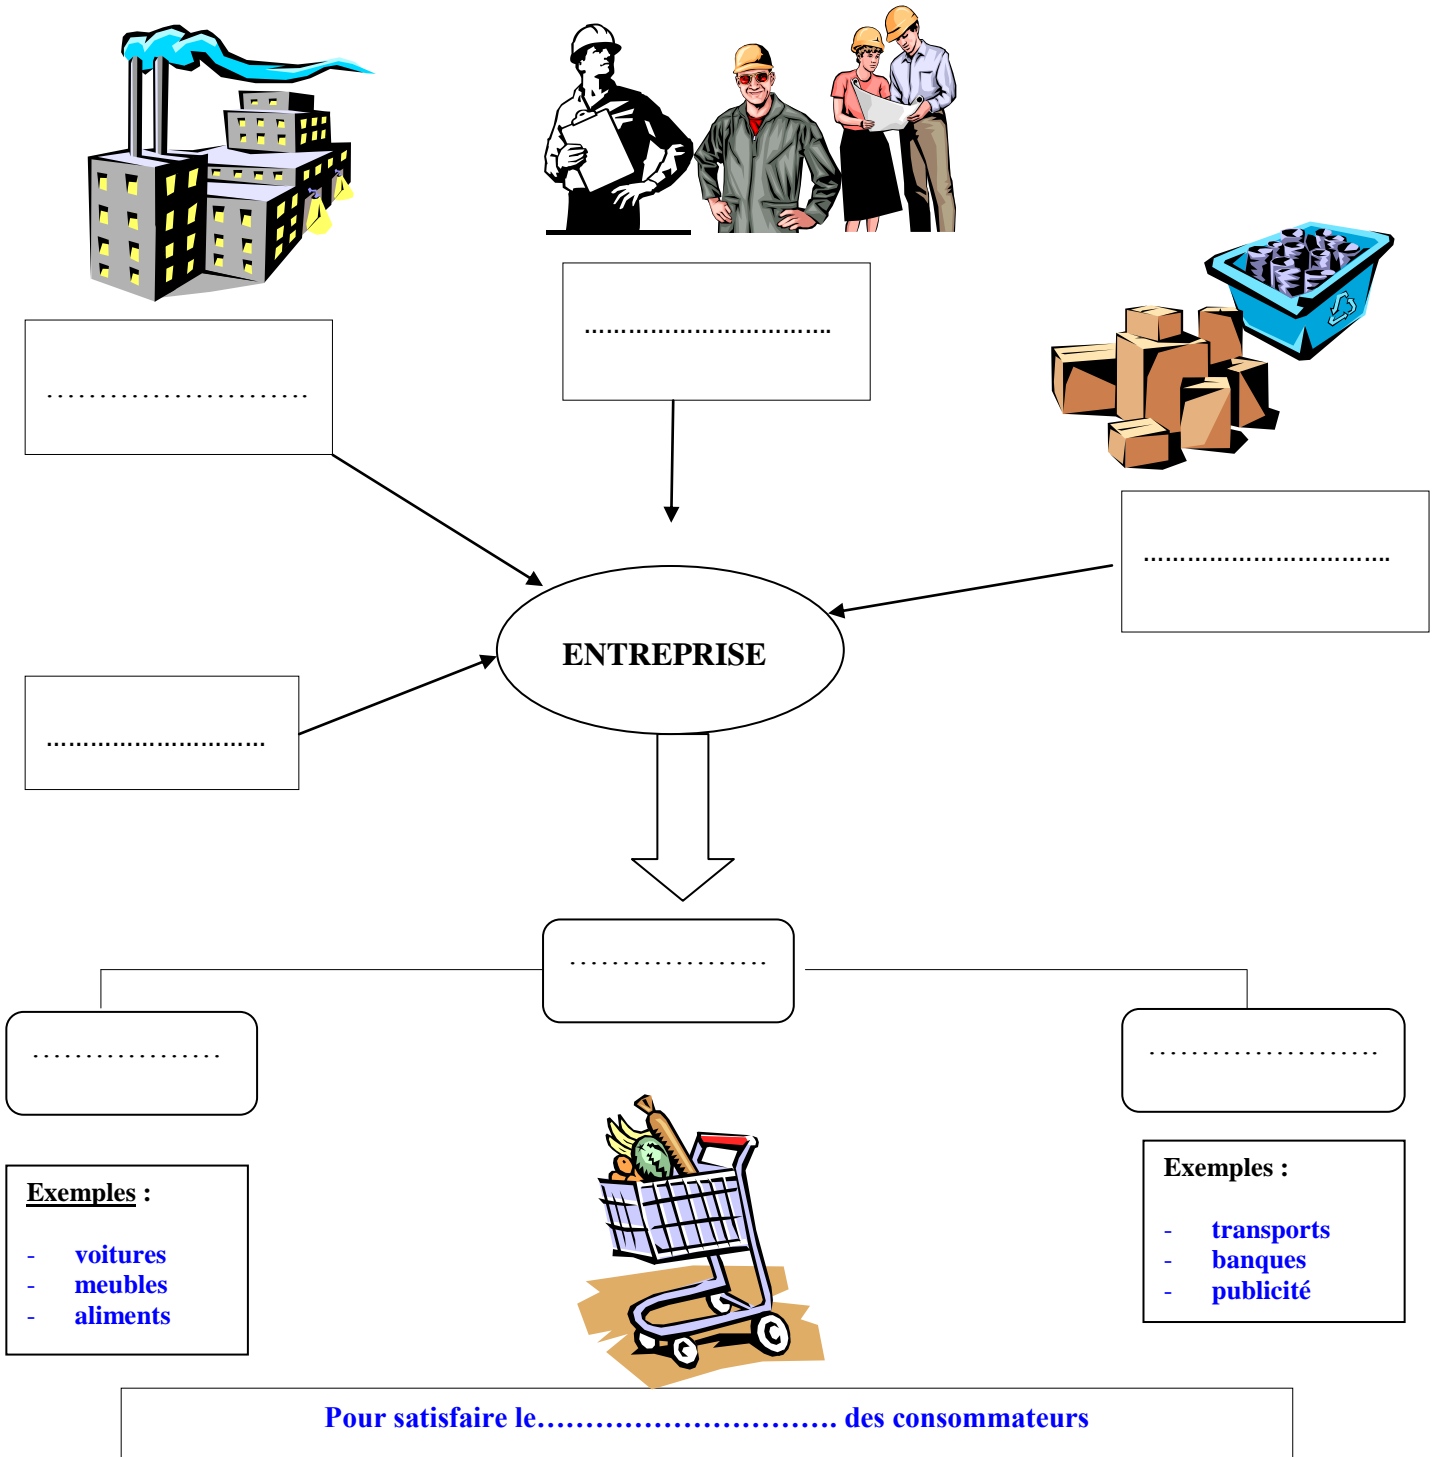 …………………………….
……………………….
…………………………….
ENTREPRISE
…………………………
……………….
……………….
………………….
Exemples :
- voitures
- meubles
- aliments
Exemples :
- transports
- banques
- publicité
Pour satisfaire le…………………………. des consommateurs